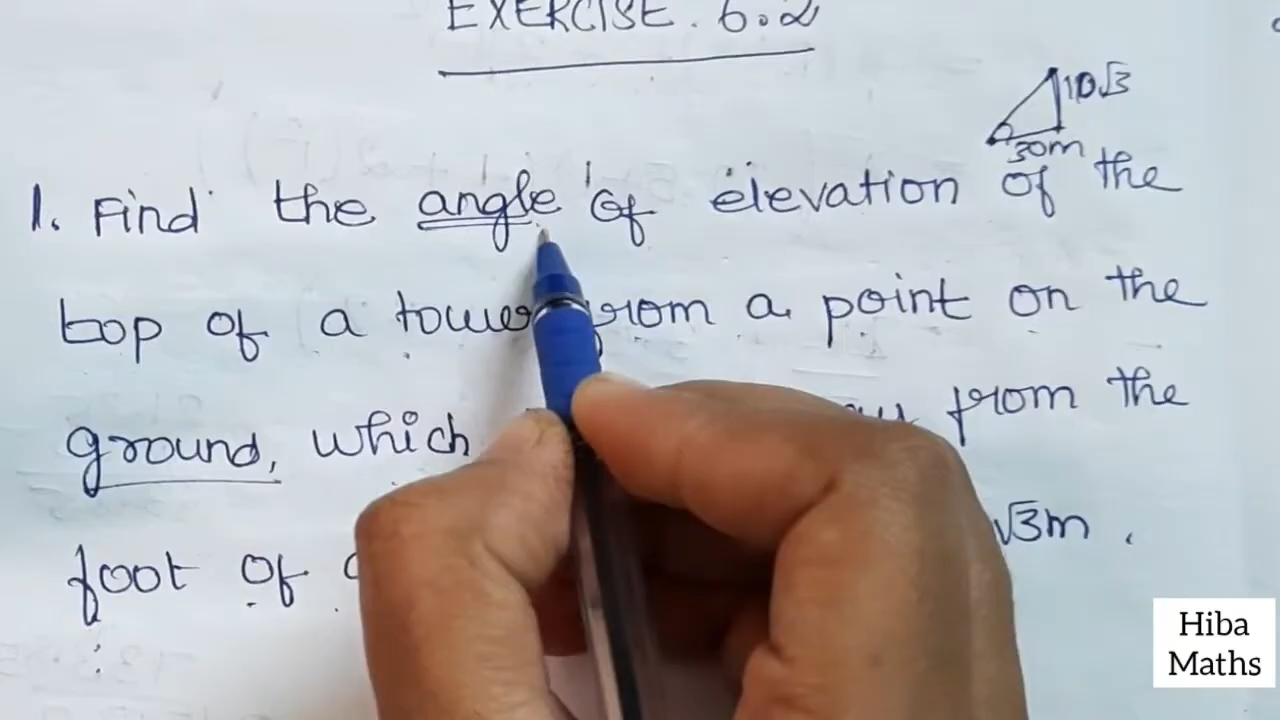 EXERCISE. 6.2
10√3
30m
1. Find the angle of elevation of the
top of a tower from a point on the
ground, which from the
foot of √3m.
Hiba
Maths